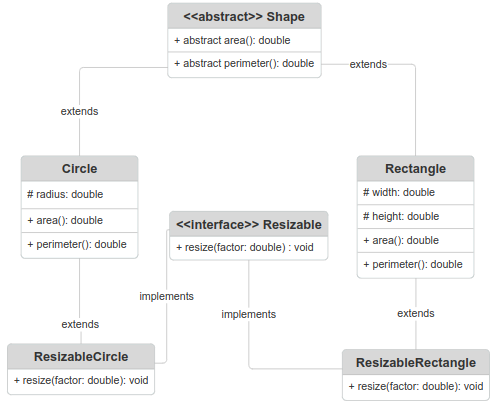 <<abstract>> Shape
+ abstract area(): double
+ abstract perimeter(): double
extends
extends
Circle
# radius: double
+ area(): double
+ perimeter(): double
Rectangle
# width: double
# height: double
+ area(): double
+ perimeter(): double
<<interface>> Resizable
+ resize(factor: double) : void
implements
implements
extends
extends
ResizableCircle
+ resize(factor: double): void
ResizableRectangle
+ resize(factor: double): void